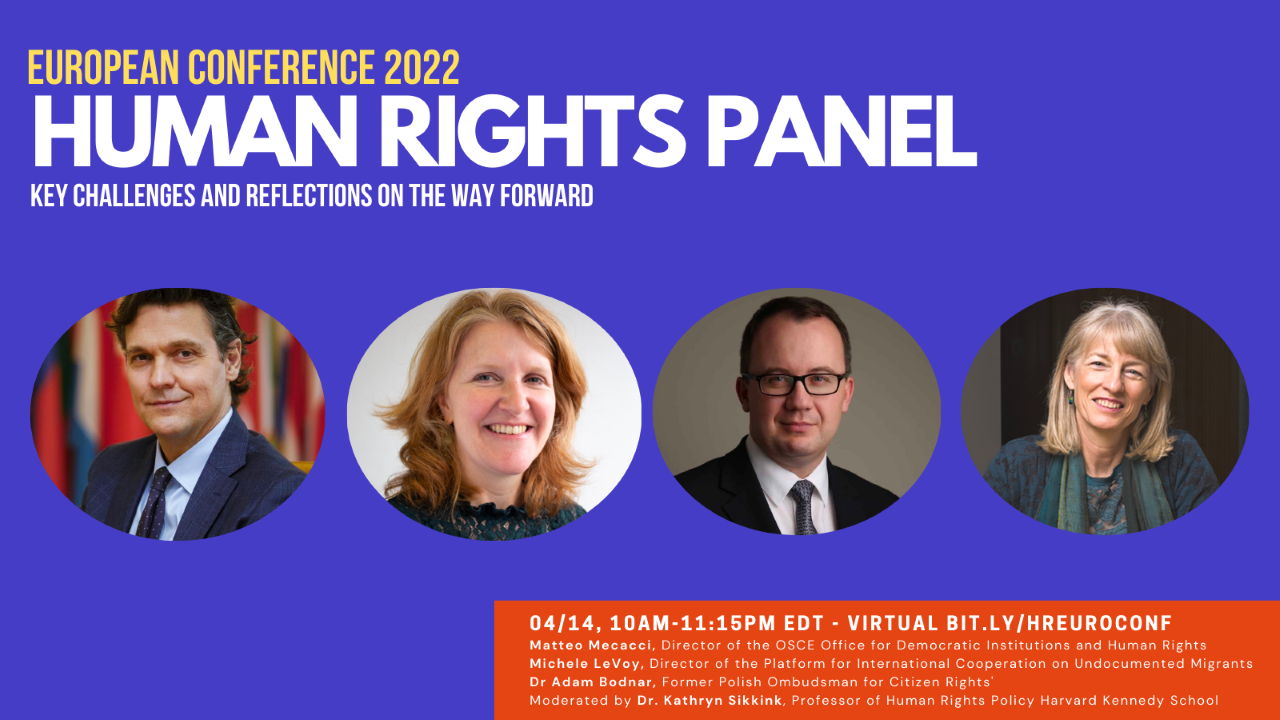 EUROPEAN CONFERENCE 2022
HUMAN RIGHTS PANEL
KEY CHALLENGES AND REFLECTIONS ON THE WAY FORWARD
04/14, 10AM-11:15PM EDT - VIRTUAL BIT.LY/HREUROCONF
Matteo Mecacci, Director of the OSCE Office for Democratic Institutions and Human Rights
Michele LeVoy, Director of the Platform for International Cooperation on Undocumented Migrants
Dr Adam Bodnar, Former Polish Ombudsman for Citizen Rights'
Moderated by Dr. Kathryn Sikkink, Professor of Human Rights Policy Harvard Kennedy School